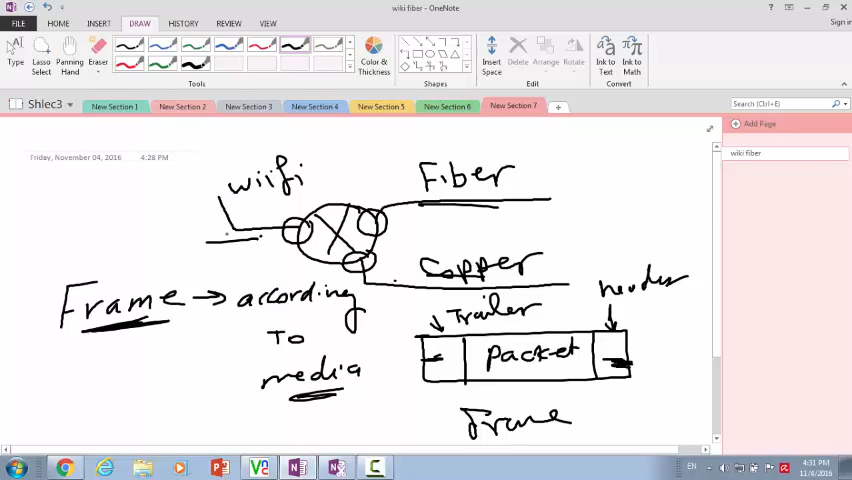 wiki fiber - OneNote
Sign in
FILE HOME INSERT DRAW HISTORY REVIEW VIEW
Type
Lasso Select
Panning Hand
Eraser
Color & Thickness
Insert Space
Delete
Arrange
Rotate
Ink to Text
Ink to Math
Tools
Shapes
Edit
Convert
Shlec3
New Section 1
New Section 2
New Section 3
New Section 4
New Section 5
New Section 6
New Section 7
Search (Ctrl+E)
Add Page
wiki fiber
Friday, November 04, 2016 4:28 PM
wiifi
Fiber
Copper
Frame → according
To
media
Trailer
header
Packet
Frame
EN
4:31 PM
11/4/2016